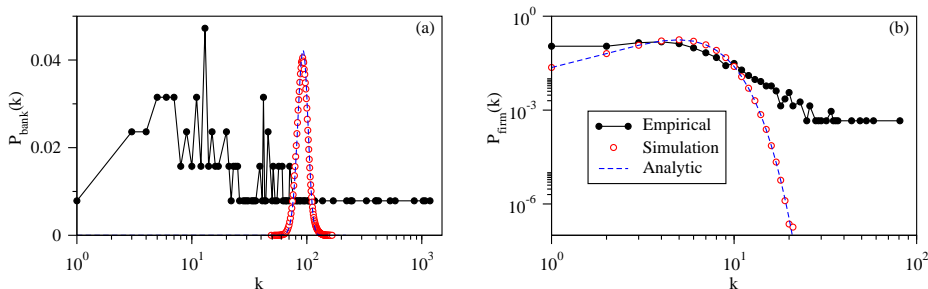 (a)
0.04
0.02
0
P_bank(k)
10^0
10^1
10^2
10^3
k
(b)
10^0
10^-3
10^-6
P_firm(k)
Empirical
Simulation
Analytic
10^0
10^1
10^2
k